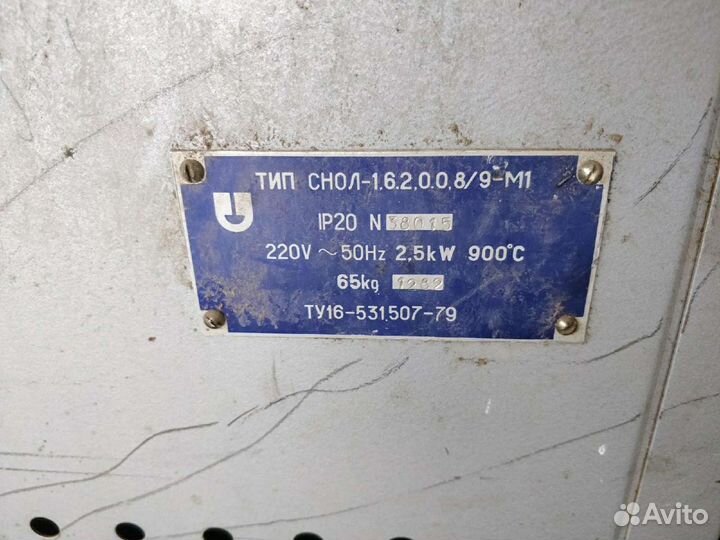 ТИП СНОЛ-1,6.2,0.0,8/9-М1
IP20 N 38015
220V ~ 50Hz 2,5kW 900°C
65kg 1282
ТУ16-531.507-79
Avito